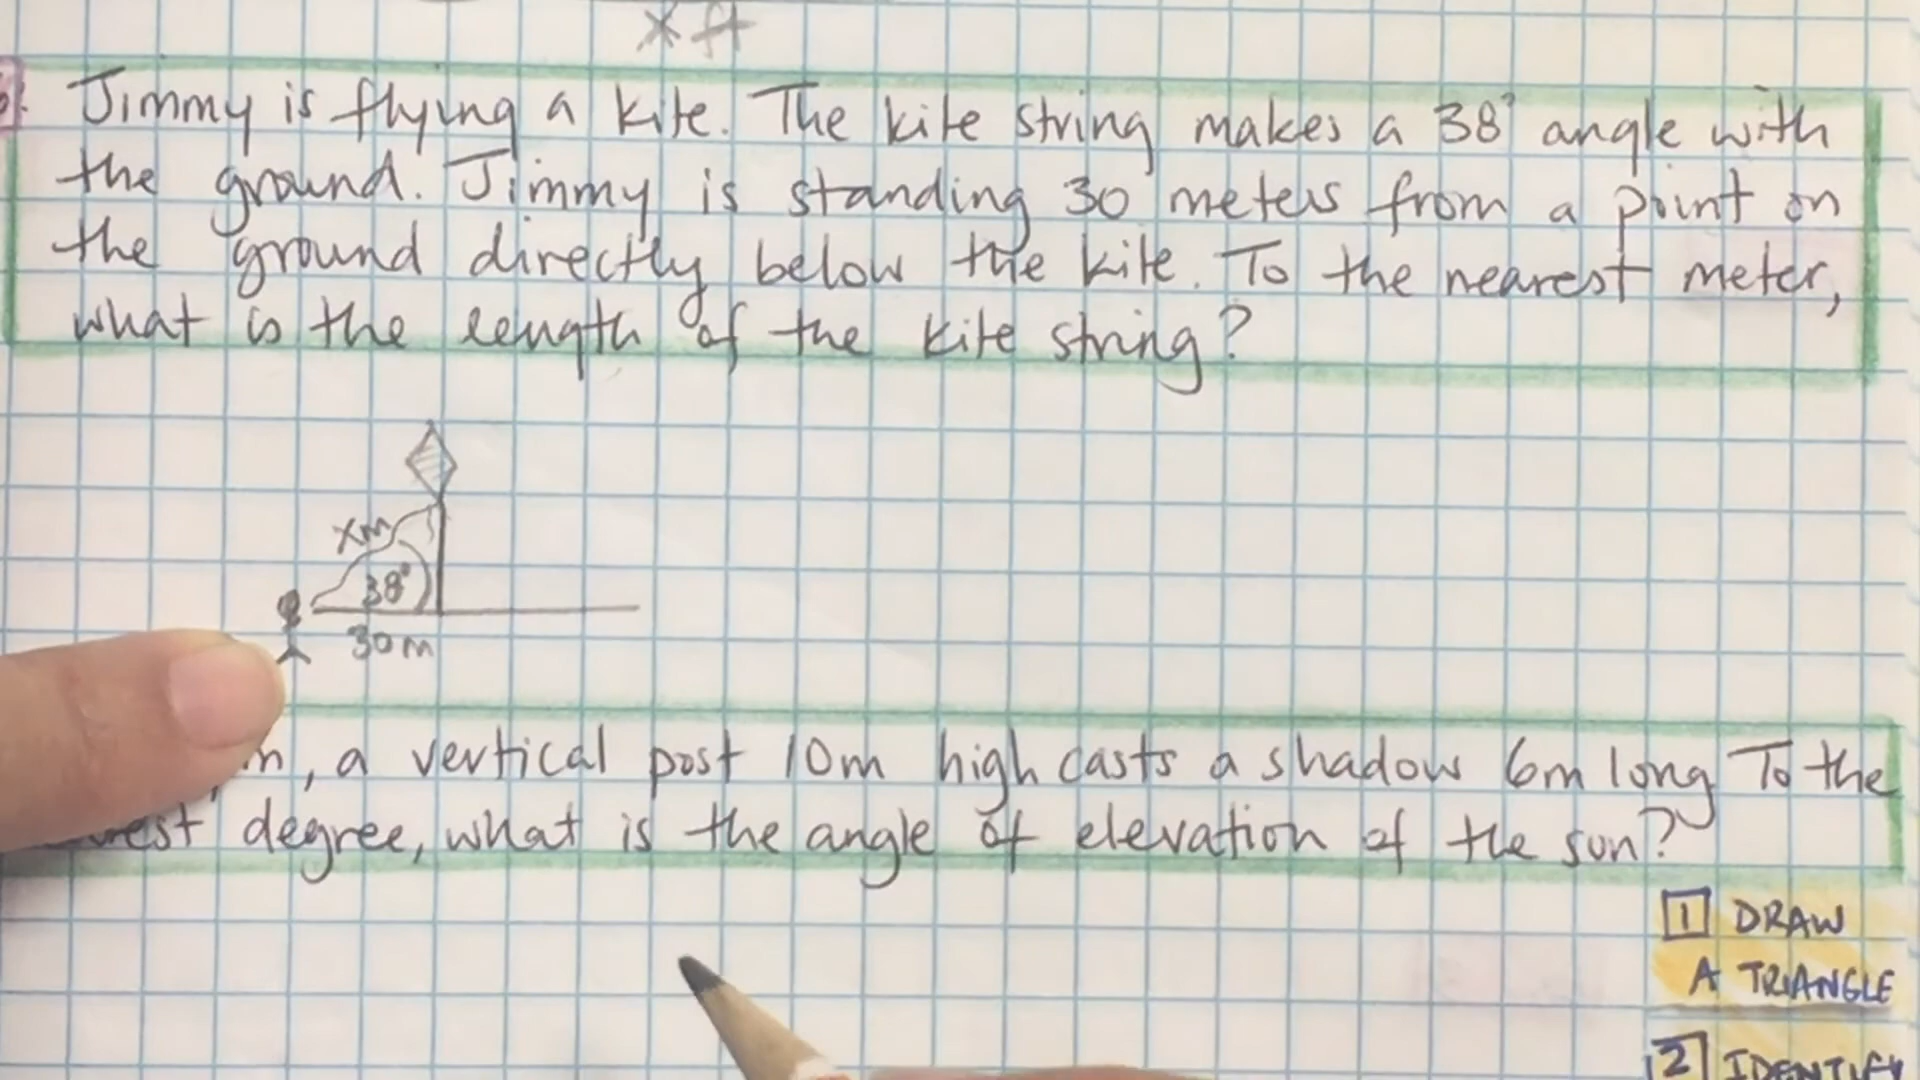 * ft
Jimmy is flying a kite. The kite string makes a 38° angle with
the ground. Jimmy is standing 30 meters from a point on
the ground directly below the kite. To the nearest meter,
what is the length of the kite string?
xm
38°
30 m
, a vertical post 10m high casts a shadow 6m long To the
degree, what is the angle of elevation of the sun?
1 DRAW
A TRIANGLE
2 IDENTIFY